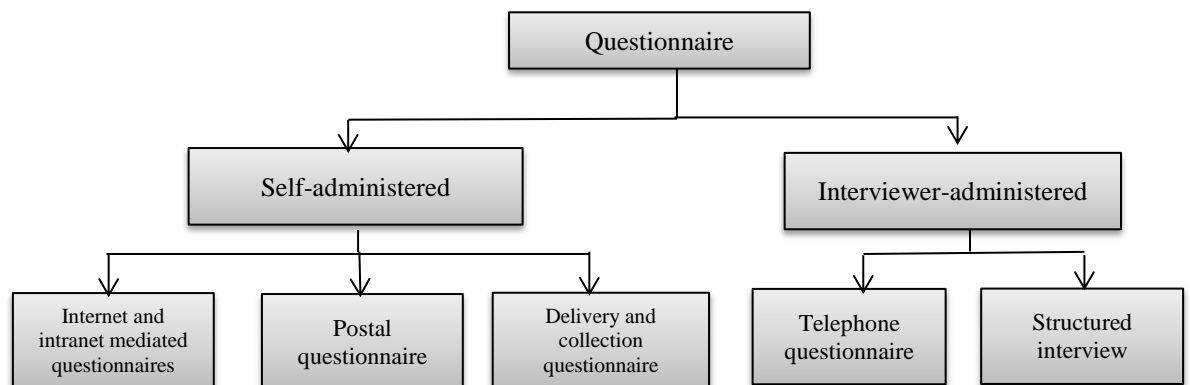 Questionnaire
Self-administered
Interviewer-administered
Internet and
intranet mediated
questionnaires
Postal
questionnaire
Delivery and
collection
questionnaire
Telephone
questionnaire
Structured
interview